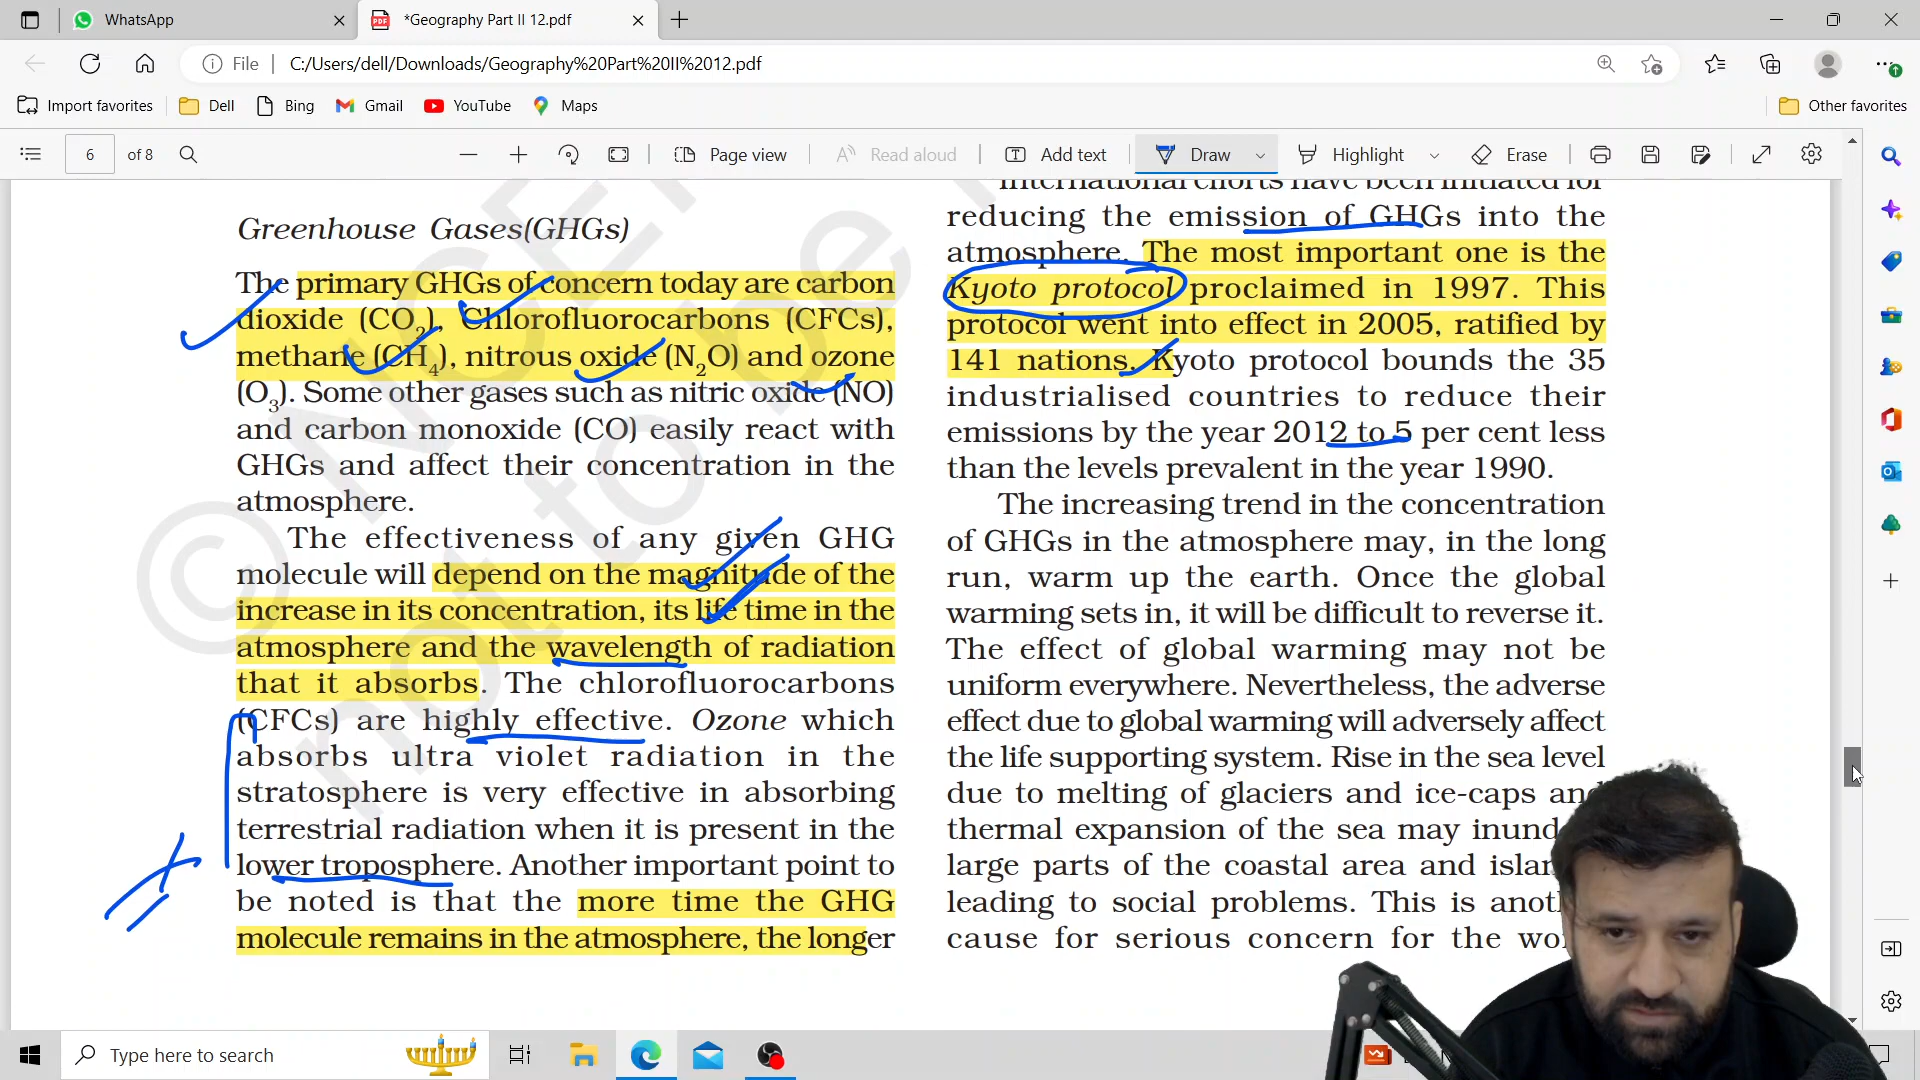 WhatsApp
*Geography Part II 12.pdf
File
C:/Users/dell/Downloads/Geography%20Part%20II%2012.pdf
Import favorites
Dell
Bing
Gmail
YouTube
Maps
Other favorites
6 of 8
Page view
Read aloud
Add text
Draw
Highlight
Erase
Greenhouse Gases(GHGs)
The primary GHGs of concern today are carbon
dioxide (CO2), Chlorofluorocarbons (CFCs),
methane (CH4), nitrous oxide (N2O) and ozone
(O3). Some other gases such as nitric oxide (NO)
and carbon monoxide (CO) easily react with
GHGs and affect their concentration in the
atmosphere.
The effectiveness of any given GHG
molecule will depend on the magnitude of the
increase in its concentration, its life time in the
atmosphere and the wavelength of radiation
that it absorbs. The chlorofluorocarbons
(CFCs) are highly effective. Ozone which
absorbs ultra violet radiation in the
stratosphere is very effective in absorbing
terrestrial radiation when it is present in the
lower troposphere. Another important point to
be noted is that the more time the GHG
molecule remains in the atmosphere, the longer
International efforts have been initiated for
reducing the emission of GHGs into the
atmosphere. The most important one is the
Kyoto protocol proclaimed in 1997. This
protocol went into effect in 2005, ratified by
141 nations. Kyoto protocol bounds the 35
industrialised countries to reduce their
emissions by the year 2012 to 5 per cent less
than the levels prevalent in the year 1990.
The increasing trend in the concentration
of GHGs in the atmosphere may, in the long
run, warm up the earth. Once the global
warming sets in, it will be difficult to reverse it.
The effect of global warming may not be
uniform everywhere. Nevertheless, the adverse
effect due to global warming will adversely affect
the life supporting system. Rise in the sea level
due to melting of glaciers and ice-caps and
thermal expansion of the sea may
large parts of the coastal area and
leading to social problems. This is
cause for serious concern for the
© NCE
not to be
Type here to search